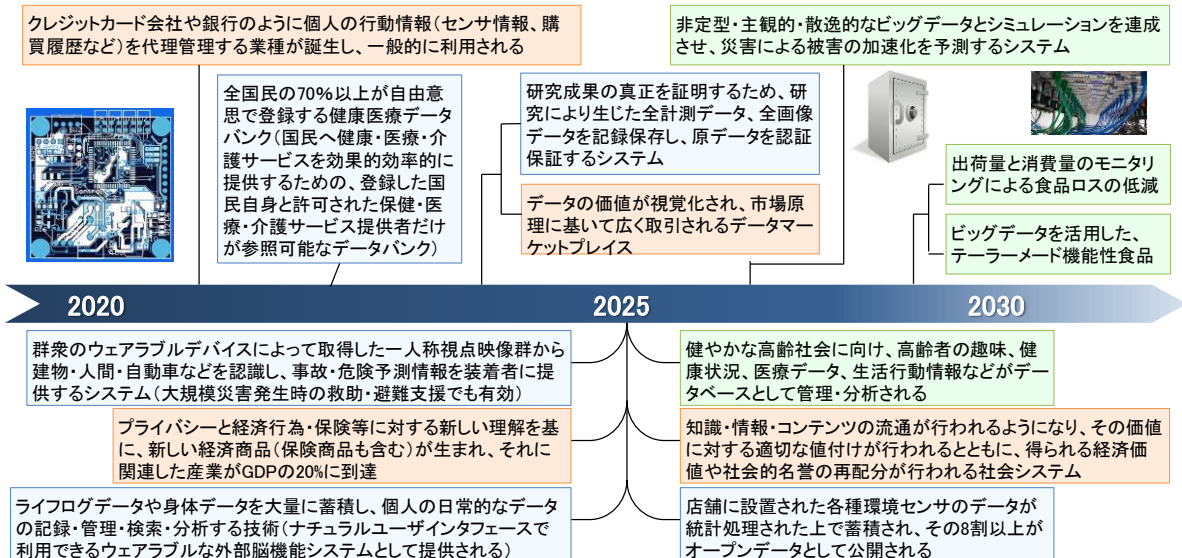 クレジットカード会社や銀行のように個人の行動情報（センサ情報、購
買履歴など）を代理管理する業種が誕生し、一般的に利用される
非定型・主観的・散逸的なビッグデータとシミュレーションを連成
させ、災害による被害の加速化を予測するシステム
全国民の70％以上が自由意
思で登録する健康医療データ
バンク（国民へ健康・医療・介
護サービスを効果的効率的に
提供するための、登録した国
民自身と許可された保健・医
療・介護サービス提供者だけ
が参照可能なデータバンク）
研究成果の真正を証明するため、研
究により生じた全計測データ、全画像
データを記録保存し、原データを認証
保証するシステム
データの価値が視覚化され、市場原
理に基いて広く取引されるデータマー
ケットプレイス
出荷量と消費量のモニタリ
ングによる食品ロスの低減
ビッグデータを活用した、
テーラーメード機能性食品
2020
2025
2030
群衆のウェアラブルデバイスによって取得した一人称視点映像群から
建物・人間・自動車などを認識し、事故・危険予測情報を装着者に提
供するシステム（大規模災害発生時の救助・避難支援でも有効）
プライバシーと経済行為・保険等に対する新しい理解を基
に、新しい経済商品（保険商品も含む）が生まれ、それに
関連した産業がGDPの20%に到達
ライフログデータや身体データを大量に蓄積し、個人の日常的なデータ
の記録・管理・検索・分析する技術（ナチュラルユーザインタフェースで
利用できるウェアラブルな外部脳機能システムとして提供される）
健やかな高齢社会に向け、高齢者の趣味、健
康状況、医療データ、生活行動情報などがデー
タベースとして管理・分析される
知識・情報・コンテンツの流通が行われるようになり、その価値
に対する適切な値付けが行われるとともに、得られる経済価
値や社会的名誉の再配分が行われる社会システム
店舗に設置された各種環境センサのデータが
統計処理された上で蓄積され、その8割以上が
オープンデータとして公開される